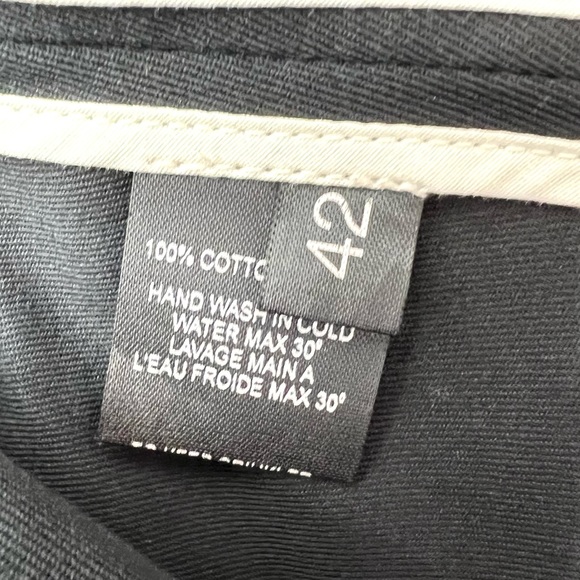 42
100% COTTO
HAND WASH IN COLD
WATER MAX 30°
LAVAGE MAIN A
L'EAU FROIDE MAX 30°